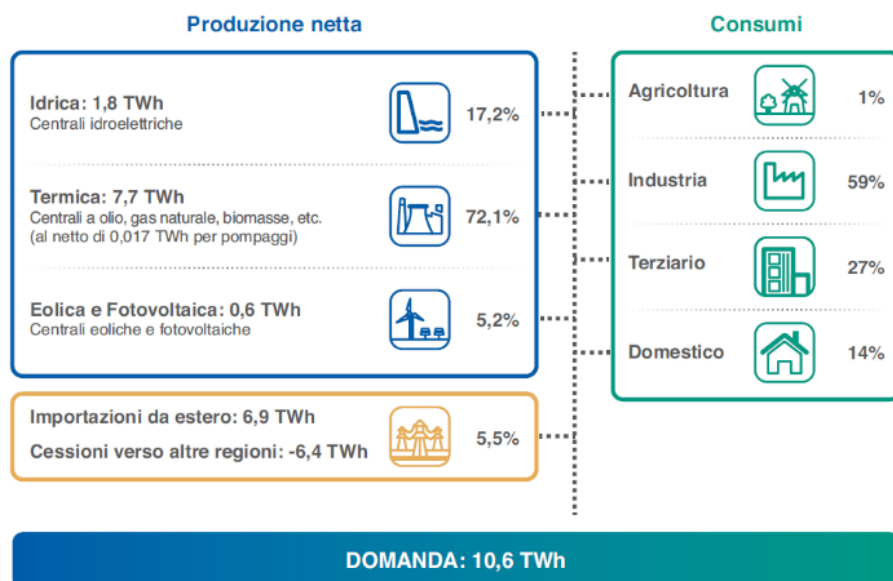 Produzione netta
Idrica: 1,8 TWh
Centrali idroelettriche
17,2%
Termica: 7,7 TWh
Centrali a olio, gas naturale, biomasse, etc.
(al netto di 0,017 TWh per pompaggi)
72,1%
Eolica e Fotovoltaica: 0,6 TWh
Centrali eoliche e fotovoltaiche
5,2%
Importazioni da estero: 6,9 TWh
Cessioni verso altre regioni: -6,4 TWh
5,5%
Consumi
Agricoltura
1%
Industria
59%
Terziario
27%
Domestico
14%
DOMANDA: 10,6 TWh